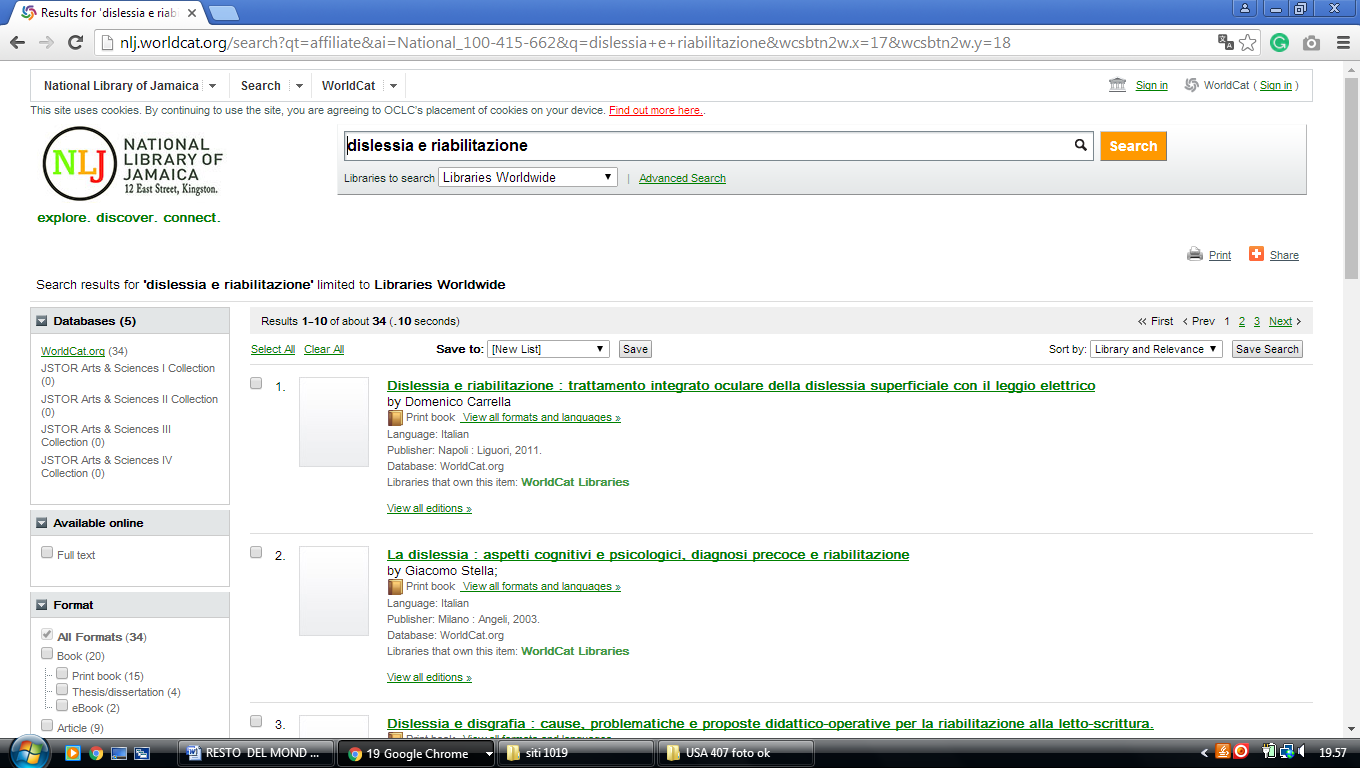 Results for 'dislessia e riab
nlj.worldcat.org/search?qt=affiliate&ai=National_100-415-662&q=dislessia+e+riabilitazione&wcsbtn2w.x=17&wcsbtn2w.y=18
National Library of Jamaica Search WorldCat Sign in WorldCat ( Sign in )
This site uses cookies. By continuing to use the site, you are agreeing to OCLC's placement of cookies on your device. Find out more here..
NLJ
NATIONAL
LIBRARY OF
JAMAICA
12 East Street, Kingston.
explore. discover. connect.
dislessia e riabilitazione Search
Libraries to search Libraries Worldwide | Advanced Search
Print Share
Search results for 'dislessia e riabilitazione' limited to Libraries Worldwide
Databases (5)
WorldCat.org (34)
JSTOR Arts & Sciences I Collection
(0)
JSTOR Arts & Sciences II Collection
(0)
JSTOR Arts & Sciences III
Collection (0)
JSTOR Arts & Sciences IV
Collection (0)
Available online
Full text
Format
All Formats (34)
Book (20)
Print book (15)
Thesis/dissertation (4)
eBook (2)
Article (9)
Results 1-10 of about 34 (.10 seconds) « First < Prev 1 2 3 Next >
Select All Clear All Save to: [New List] Save Sort by: Library and Relevance Save Search
1. Dislessia e riabilitazione : trattamento integrato oculare della dislessia superficiale con il leggio elettrico
by Domenico Carrella
Print book View all formats and languages »
Language: Italian
Publisher: Napoli : Liguori, 2011.
Database: WorldCat.org
Libraries that own this item: WorldCat Libraries
View all editions »
2. La dislessia : aspetti cognitivi e psicologici, diagnosi precoce e riabilitazione
by Giacomo Stella;
Print book View all formats and languages »
Language: Italian
Publisher: Milano : Angeli, 2003.
Database: WorldCat.org
Libraries that own this item: WorldCat Libraries
View all editions »
3. Dislessia e disgrafia : cause, problematiche e proposte didattico-operative per la riabilitazione alla letto-scrittura.
RESTO DEL MOND ... 19 Google Chrome siti 1019 USA 407 foto ok 19.57